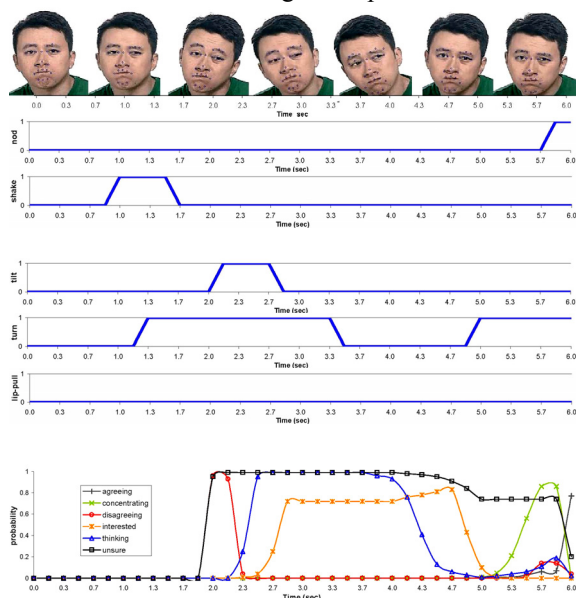 0.0 0.3 0.7 1.0 1.3 1.7 2.0 2.3 2.7 3.0 3.3 3.7 4.0 4.3 4.7 5.0 5.3 5.7 6.0
Time sec
nod
1
0
0.0 0.3 0.7 1.0 1.3 1.7 2.0 2.3 2.7 3.0 3.3 3.7 4.0 4.3 4.7 5.0 5.3 5.7 6.0
Time (sec)
shake
1
0
0.0 0.3 0.7 1.0 1.3 1.7 2.0 2.3 2.7 3.0 3.3 3.7 4.0 4.3 4.7 5.0 5.3 5.7 6.0
Time (sec)
tilt
1
0
0.0 0.3 0.7 1.0 1.3 1.7 2.0 2.3 2.7 3.0 3.3 3.7 4.0 4.3 4.7 5.0 5.3 5.7 6.0
Time (sec)
turn
1
0
0.0 0.3 0.7 1.0 1.3 1.7 2.0 2.3 2.7 3.0 3.3 3.7 4.0 4.3 4.7 5.0 5.3 5.7 6.0
Time (sec)
lip-pull
1
0
0.0 0.3 0.7 1.0 1.3 1.7 2.0 2.3 2.7 3.0 3.3 3.7 4.0 4.3 4.7 5.0 5.3 5.7 6.0
Time (sec)
probability
1
0.8
0.6
0.4
0.2
0
agreeing
concentrating
disagreeing
interested
thinking
unsure
0.0 0.3 0.7 1.0 1.3 1.7 2.0 2.3 2.7 3.0 3.3 3.7 4.0 4.3 4.7 5.0 5.3 5.7 6.0
Time (sec)